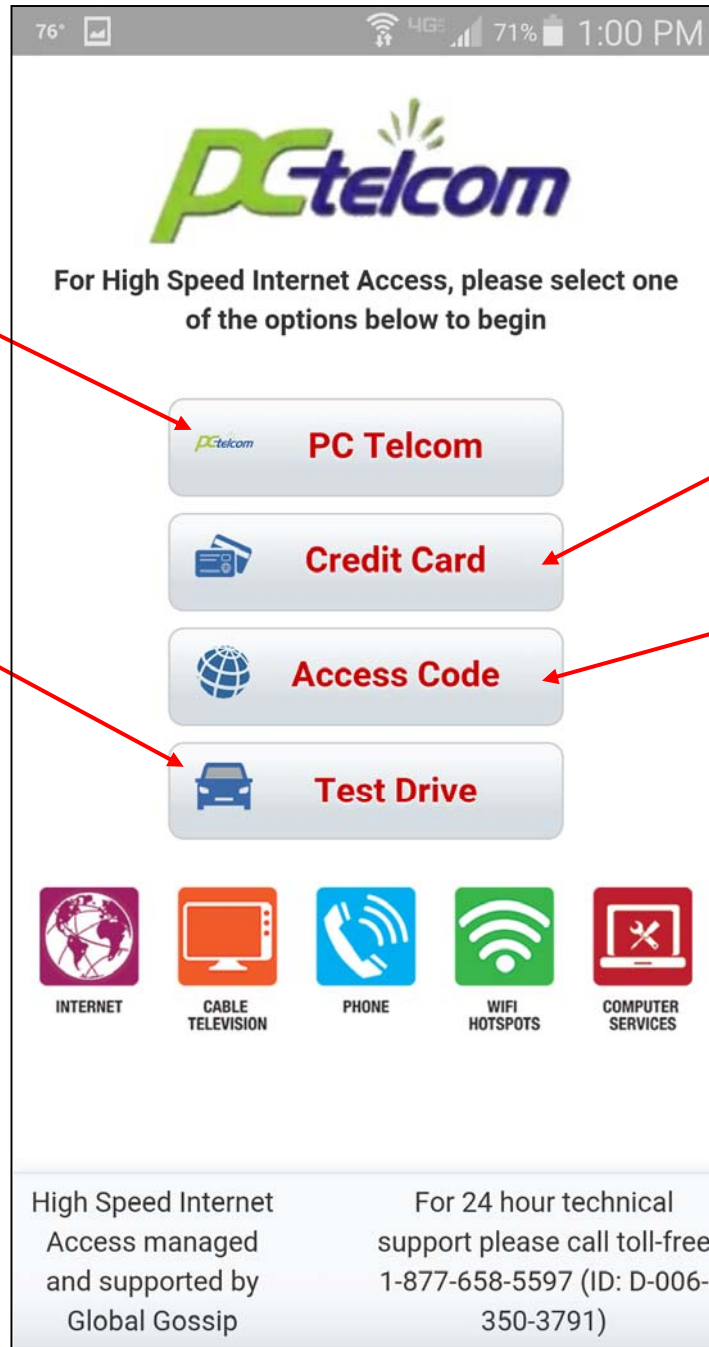 76°
4GE 71% 1:00 PM
PCtelcom
For High Speed Internet Access, please select one
of the options below to begin
PCtelcom PC Telcom
Credit Card
Access Code
Test Drive
INTERNET
CABLE
TELEVISION
PHONE
WIFI
HOTSPOTS
COMPUTER
SERVICES
High Speed Internet
Access managed
and supported by
Global Gossip
For 24 hour technical
support please call toll-free
1-877-658-5597 (ID: D-006-
350-3791)